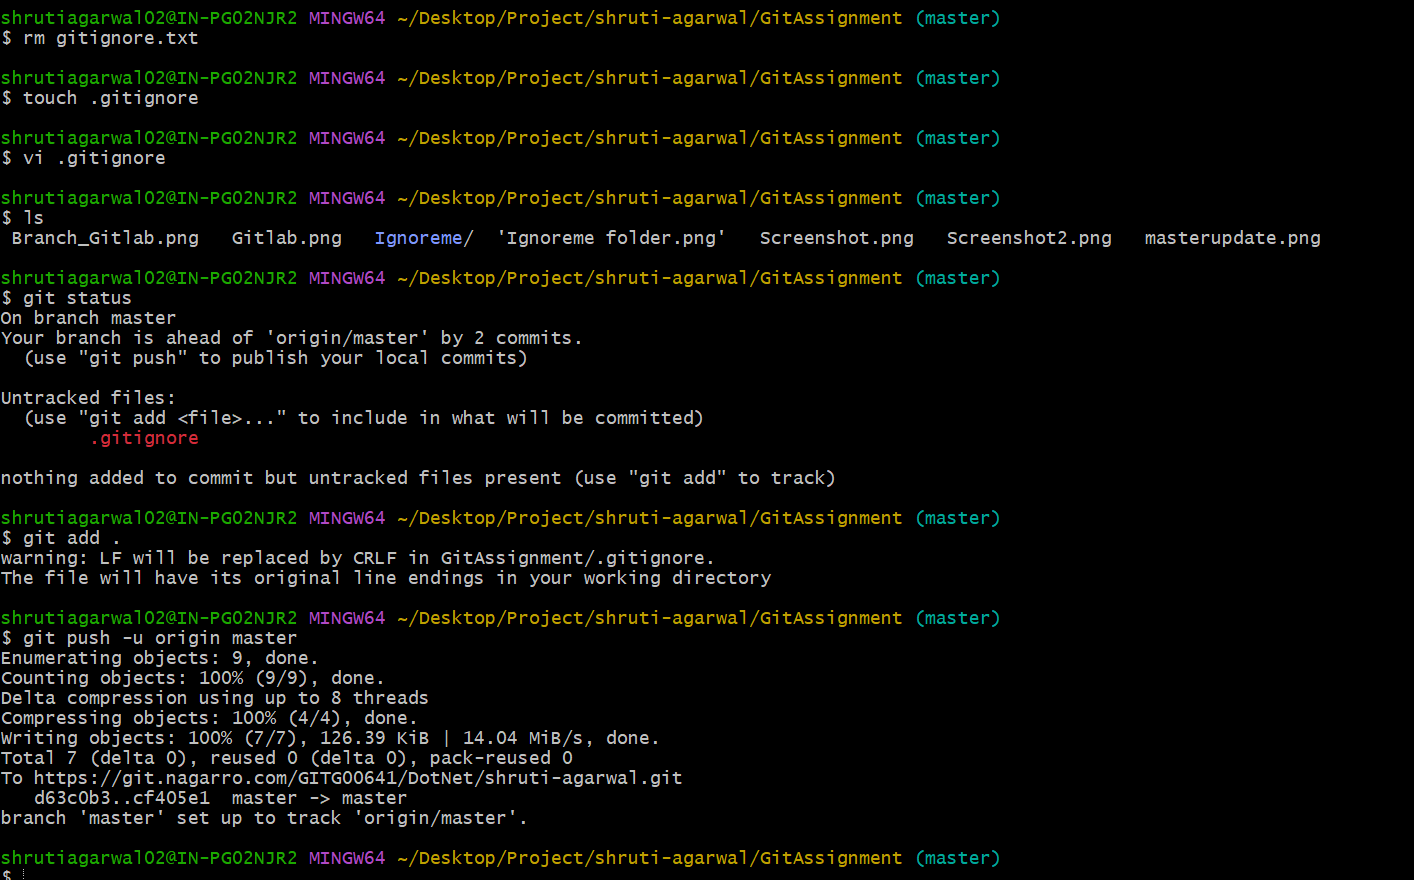 shrutiagarwal02@IN-PG02NJR2 MINGW64 ~/Desktop/Project/shruti-agarwal/GitAssignment (master)
$ rm gitignore.txt
shrutiagarwal02@IN-PG02NJR2 MINGW64 ~/Desktop/Project/shruti-agarwal/GitAssignment (master)
$ touch .gitignore
shrutiagarwal02@IN-PG02NJR2 MINGW64 ~/Desktop/Project/shruti-agarwal/GitAssignment (master)
$ vi .gitignore
shrutiagarwal02@IN-PG02NJR2 MINGW64 ~/Desktop/Project/shruti-agarwal/GitAssignment (master)
$ ls
Branch_Gitlab.png   Gitlab.png   Ignoreme/  'Ignoreme folder.png'   Screenshot.png   Screenshot2.png   masterupdate.png
shrutiagarwal02@IN-PG02NJR2 MINGW64 ~/Desktop/Project/shruti-agarwal/GitAssignment (master)
$ git status
On branch master
Your branch is ahead of 'origin/master' by 2 commits.
(use "git push" to publish your local commits)
Untracked files:
(use "git add <file>..." to include in what will be committed)
.gitignore
nothing added to commit but untracked files present (use "git add" to track)
shrutiagarwal02@IN-PG02NJR2 MINGW64 ~/Desktop/Project/shruti-agarwal/GitAssignment (master)
$ git add .
warning: LF will be replaced by CRLF in GitAssignment/.gitignore.
The file will have its original line endings in your working directory
shrutiagarwal02@IN-PG02NJR2 MINGW64 ~/Desktop/Project/shruti-agarwal/GitAssignment (master)
$ git push -u origin master
Enumerating objects: 9, done.
Counting objects: 100% (9/9), done.
Delta compression using up to 8 threads
Compressing objects: 100% (4/4), done.
Writing objects: 100% (7/7), 126.39 KiB | 14.04 MiB/s, done.
Total 7 (delta 0), reused 0 (delta 0), pack-reused 0
To https://git.nagarro.com/GITG00641/DotNet/shruti-agarwal.git
d63c0b3..cf405e1  master -> master
branch 'master' set up to track 'origin/master'.
shrutiagarwal02@IN-PG02NJR2 MINGW64 ~/Desktop/Project/shruti-agarwal/GitAssignment (master)
$